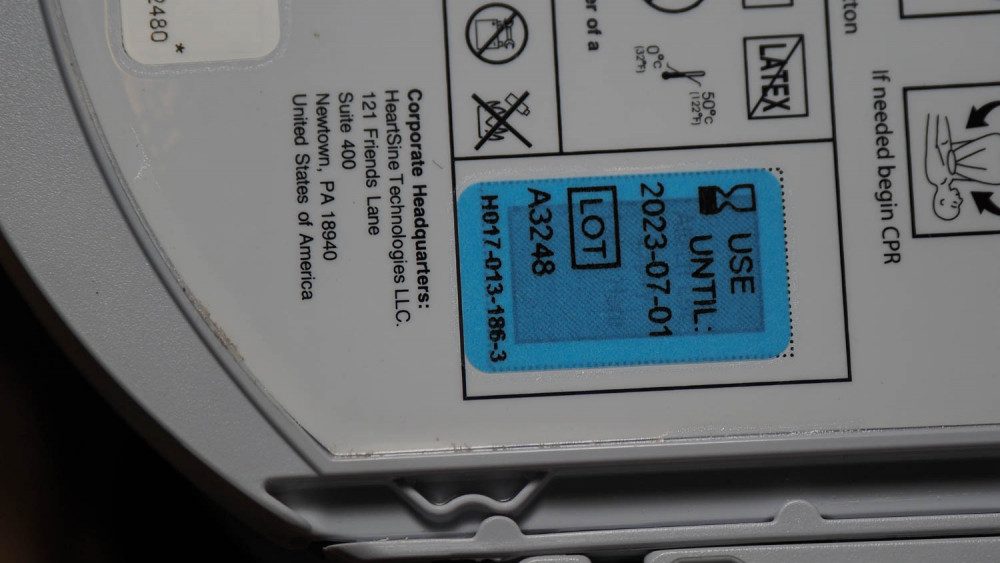 2480 *
Corporate Headquarters:
HeartSine Technologies LLC.
121 Friends Lane
Suite 400
Newtown, PA 18940
United States of America
er of a
0°C
(32°F)
50°C
(122°F)
LATEX
USE
UNTIL:
2023-07-01
LOT
A3248
H017-013-186-3
tton
If needed begin CPR